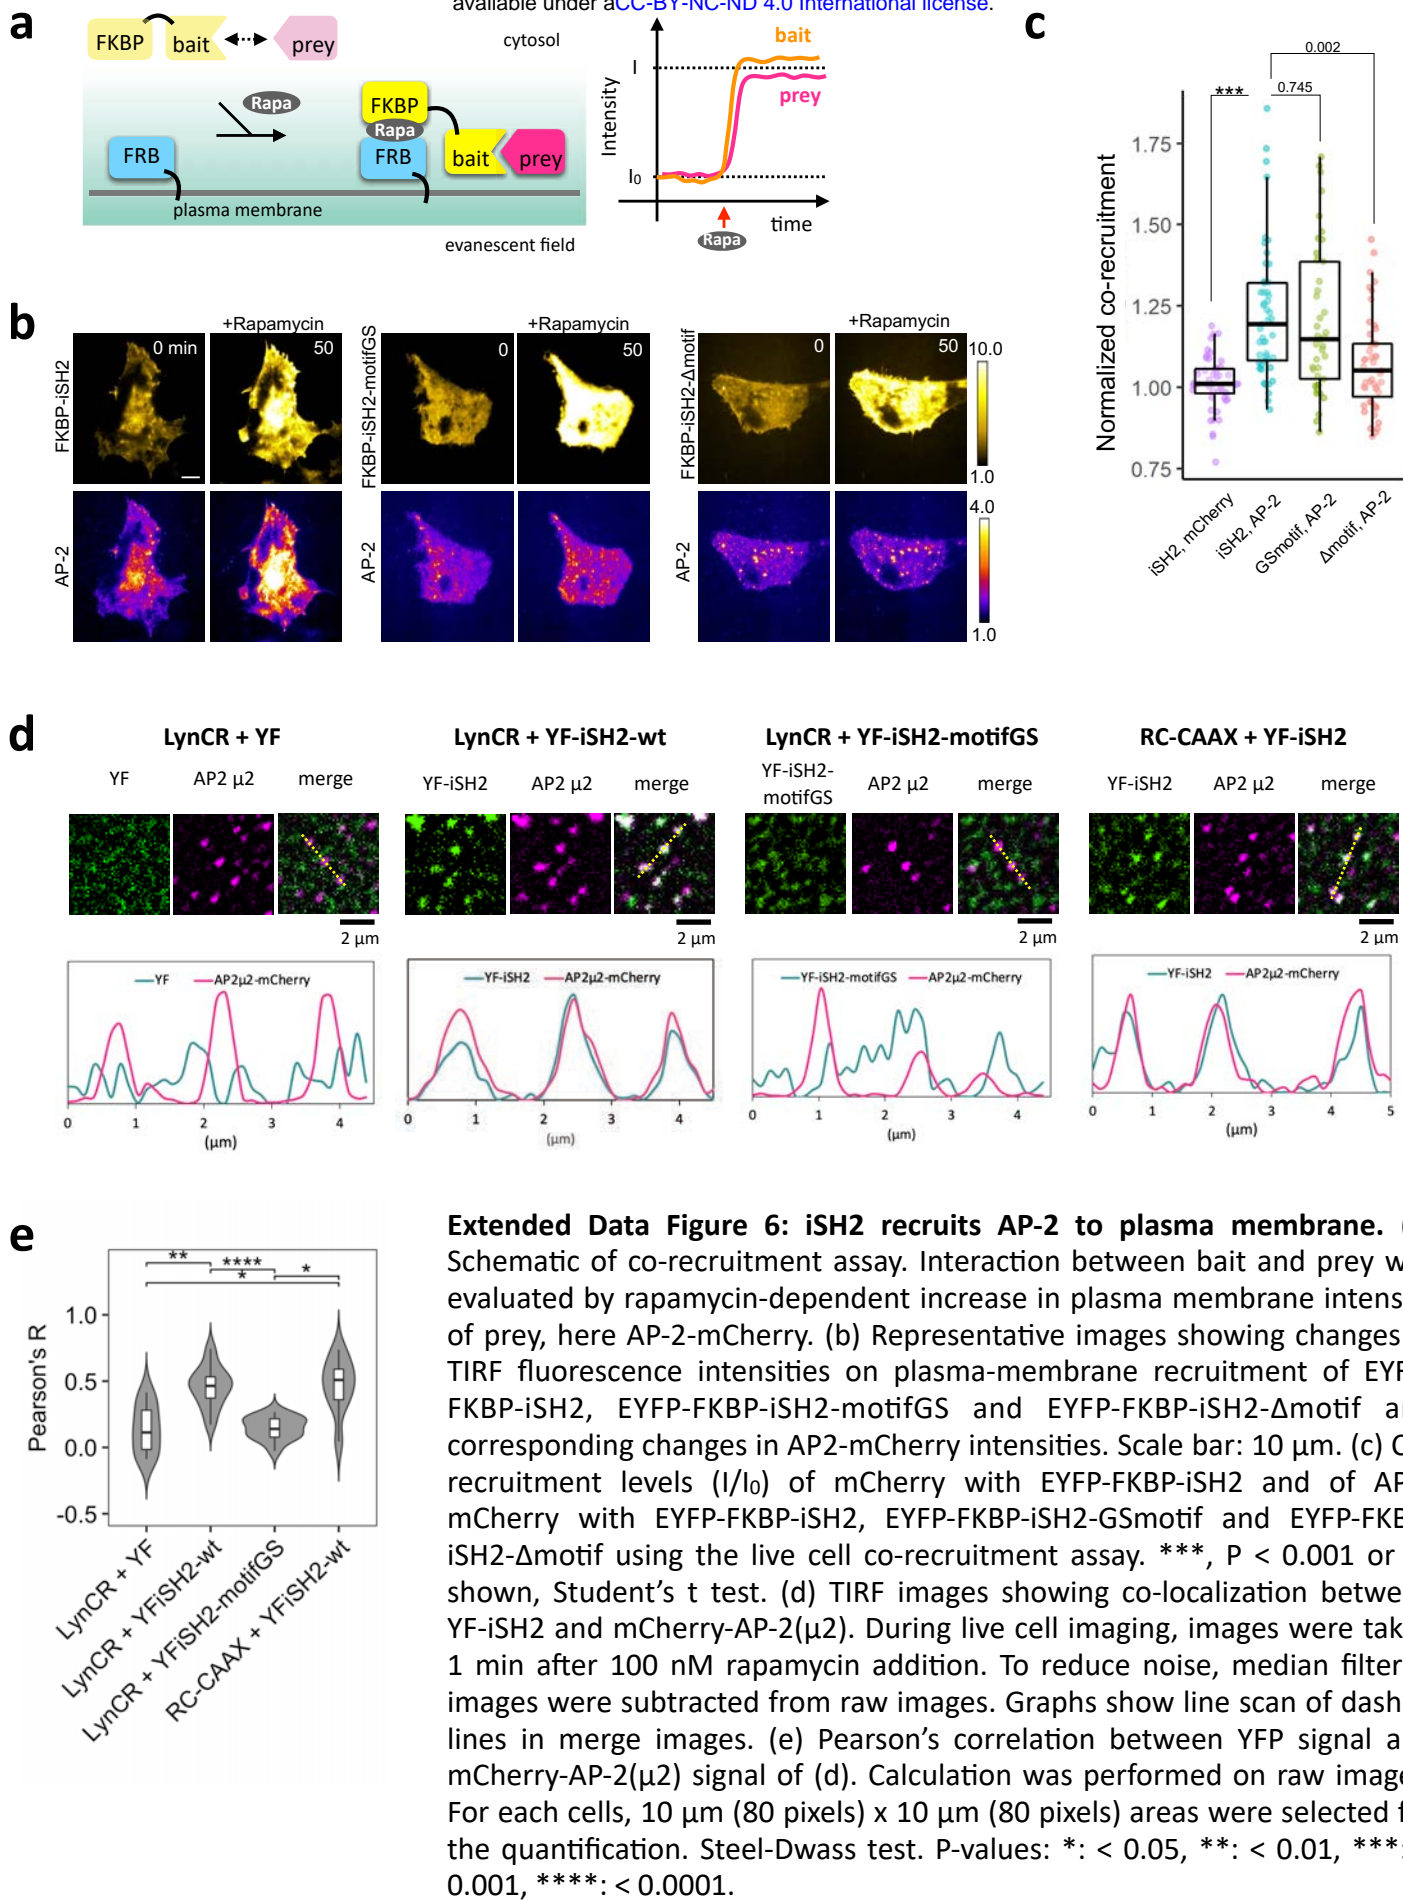 available under aCC-BY-NC-ND 4.0 International license.
a
FKBP
bait
prey
cytosol
Rapa
FKBP
Rapa
FRB
FRB
bait
prey
plasma membrane
evanescent field
Intensity
I
I0
bait
prey
time
Rapa
b
+Rapamycin
+Rapamycin
+Rapamycin
FKBP-iSH2
0 min
50
FKBP-iSH2-motifGS
0
50
FKBP-iSH2-Δmotif
0
50
10.0
1.0
AP-2
AP-2
AP-2
4.0
1.0
c
0.002
***
0.745
Normalized co-recruitment
1.75
1.50
1.25
1.00
0.75
iSH2, mCherry
iSH2, AP-2
GSmotif, AP-2
Δmotif, AP-2
d
LynCR + YF
LynCR + YF-iSH2-wt
LynCR + YF-iSH2-motifGS
RC-CAAX + YF-iSH2
YF
AP2 µ2
merge
YF-iSH2
AP2 µ2
merge
YF-iSH2-
motifGS
AP2 µ2
merge
YF-iSH2
AP2 µ2
merge
2 µm
2 µm
2 µm
2 µm
YF
AP2µ2-mCherry
0 1 2 3 4
(µm)
YF-iSH2
AP2µ2-mCherry
0 1 2 3 4
(µm)
YF-iSH2-motifGS
AP2µ2-mCherry
0 1 2 3 4
(µm)
YF-iSH2
AP2µ2-mCherry
0 1 2 3 4 5
(µm)
e
**
****
*
*
Pearson's R
1.0
0.5
0.0
-0.5
LynCR + YF
LynCR + YFiSH2-wt
LynCR + YFiSH2-motifGS
RC-CAAX + YFiSH2-wt
Extended Data Figure 6: iSH2 recruits AP-2 to plasma membrane. (
Schematic of co-recruitment assay. Interaction between bait and prey w
evaluated by rapamycin-dependent increase in plasma membrane intens
of prey, here AP-2-mCherry. (b) Representative images showing changes
TIRF fluorescence intensities on plasma-membrane recruitment of EYF
FKBP-iSH2, EYFP-FKBP-iSH2-motifGS and EYFP-FKBP-iSH2-Δmotif a
corresponding changes in AP2-mCherry intensities. Scale bar: 10 µm. (c) C
recruitment levels (I/I0) of mCherry with EYFP-FKBP-iSH2 and of AP
mCherry with EYFP-FKBP-iSH2, EYFP-FKBP-iSH2-GSmotif and EYFP-FKB
iSH2-Δmotif using the live cell co-recruitment assay. ***, P < 0.001 or
shown, Student's t test. (d) TIRF images showing co-localization betwe
YF-iSH2 and mCherry-AP-2(µ2). During live cell imaging, images were tak
1 min after 100 nM rapamycin addition. To reduce noise, median filter
images were subtracted from raw images. Graphs show line scan of dash
lines in merge images. (e) Pearson's correlation between YFP signal a
mCherry-AP-2(µ2) signal of (d). Calculation was performed on raw image
For each cells, 10 µm (80 pixels) x 10 µm (80 pixels) areas were selected f
the quantification. Steel-Dwass test. P-values: *: < 0.05, **: < 0.01, ***:
0.001, ****: < 0.0001.